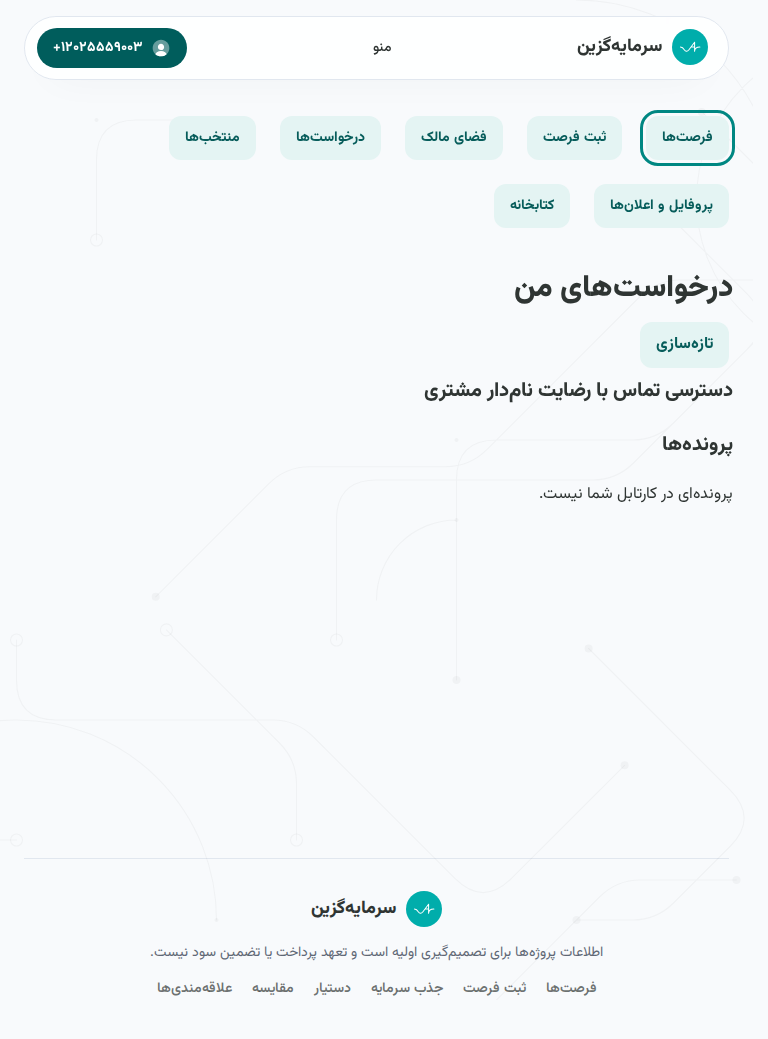 سرمایه‌گزین
منو
+۱۲۰۲۵۵۵۹۰۰۳
فرصت‌ها
ثبت فرصت
فضای مالک
درخواست‌ها
منتخب‌ها
پروفایل و اعلان‌ها
کتابخانه
درخواست‌های من
تازه‌سازی
دسترسی تماس با رضایت نام‌دار مشتری
پرونده‌ها
پرونده‌ای در کارتابل شما نیست.
سرمایه‌گزین
اطلاعات پروژه‌ها برای تصمیم‌گیری اولیه است و تعهد پرداخت یا تضمین سود نیست.
فرصت‌ها ثبت فرصت جذب سرمایه دستیار مقایسه علاقه‌مندی‌ها